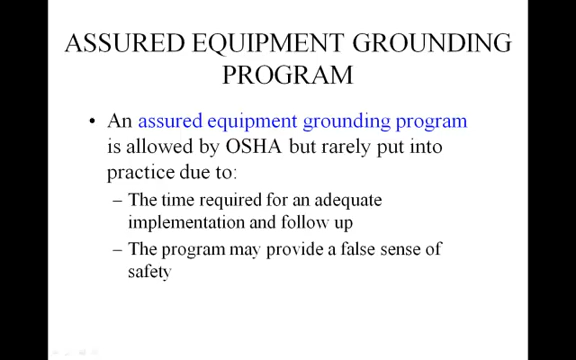 ASSURED EQUIPMENT GROUNDING
PROGRAM
• An assured equipment grounding program
is allowed by OSHA but rarely put into
practice due to:
– The time required for an adequate
implementation and follow up
– The program may provide a false sense of
safety